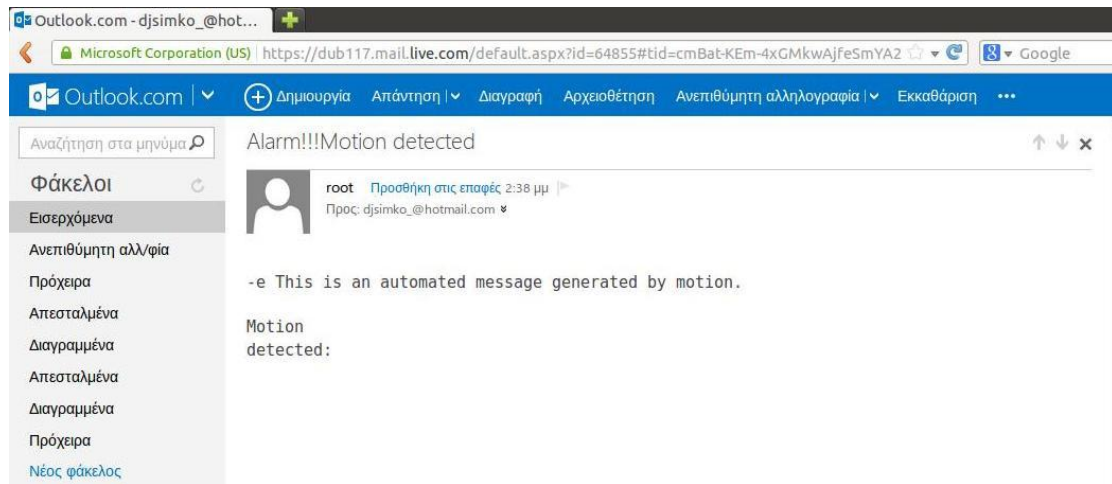 Outlook.com - djsimko_@hot...
Microsoft Corporation (US) https://dub117.mail.live.com/default.aspx?id=64855#tid=cmBat-KEm-4xGMkwAjfeSmYA2 Google
Outlook.com Δημιουργία Απάντηση Διαγραφή Αρχειοθέτηση Ανεπιθύμητη αλληλογραφία Εκκαθάριση ...
Αναζήτηση στα μηνύμα
Alarm!!!Motion detected
Φάκελοι
Εισερχόμενα
Ανεπιθύμητη αλλ/φία
Πρόχειρα
Απεσταλμένα
Διαγραμμένα
Απεσταλμένα
Διαγραμμένα
Πρόχειρα
Νέος φάκελος
root Προσθήκη στις επαφές 2:38 μμ
Προς: djsimko_@hotmail.com
-e This is an automated message generated by motion.
Motion
detected: